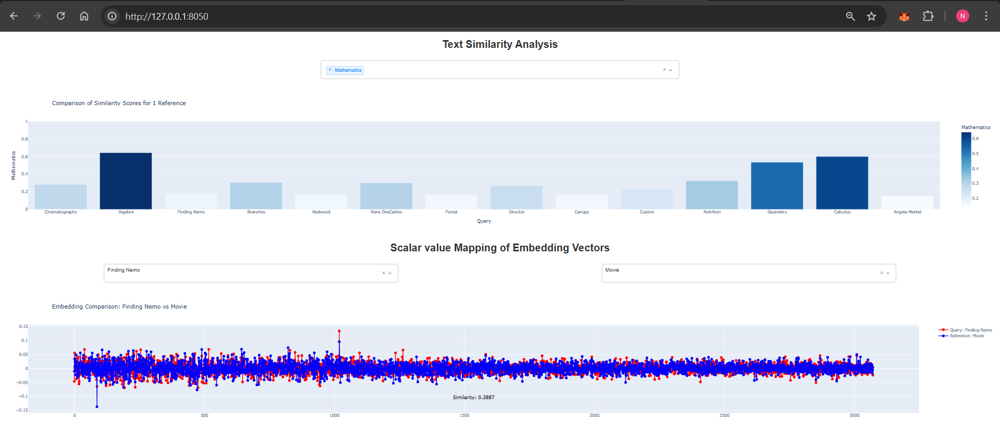 http://127.0.0.1:8050
N
Text Similarity Analysis
× Mathematics
×
Comparison of Similarity Scores for 1 Reference
Mathematics
1
0.8
0.6
0.4
0.2
0
Mathematics
0.6
0.5
0.4
0.3
0.2
Cinematography Algebra Finding Nemo Branches Redwood Rene DesCartes Forest Director Canopy Cuisine Nutrition Geometry Calculus Angela Merkel
Query
Scalar value Mapping of Embedding Vectors
Finding Nemo × Movie ×
Embedding Comparison: Finding Nemo vs Movie
0.15
0.1
0.05
0
−0.05
−0.1
−0.15
Query: Finding Nemo
Reference: Movie
Similarity: 0.3887
0 500 1000 1500 2000 2500 3000